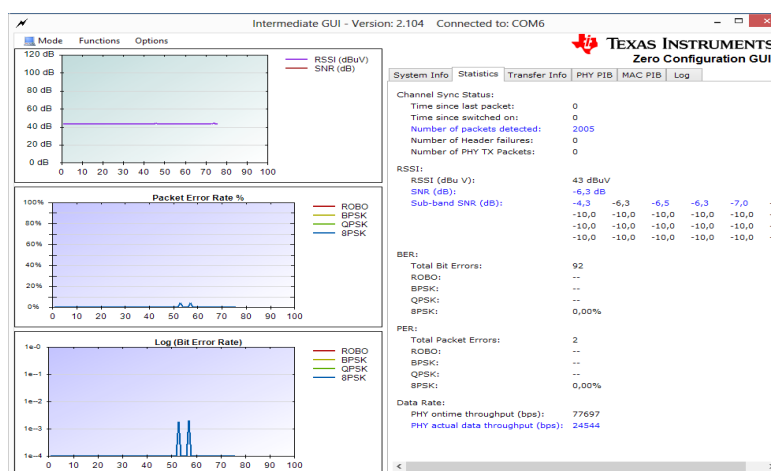 Intermediate GUI - Version: 2.104 Connected to: COM6
Mode Functions Options
TEXAS INSTRUMENTS
Zero Configuration GUI
120 dB
100 dB
80 dB
60 dB
40 dB
20 dB
0 dB
0 10 20 30 40 50 60 70 80 90 100
RSSI (dBuV)
SNR (dB)
Packet Error Rate %
100%
80%
60%
40%
20%
0%
0 10 20 30 40 50 60 70 80 90 100
ROBO
BPSK
QPSK
8PSK
Log (Bit Error Rate)
1e-0
1e-1
1e-2
1e-3
1e-4
0 10 20 30 40 50 60 70 80 90 100
ROBO
BPSK
QPSK
8PSK
System Info Statistics Transfer Info PHY PIB MAC PIB Log
Channel Sync Status:
Time since last packet: 0
Time since switched on: 0
Number of packets detected: 2005
Number of Header failures: 0
Number of PHY TX Packets: 0
RSSI:
RSSI (dBu V): 43 dBuV
SNR (dB): -6,3 dB
Sub-band SNR (dB): -4,3 -6,3 -6,5 -6,3 -7,0 -
-10,0 -10,0 -10,0 -10,0 -10,0 -
-10,0 -10,0 -10,0 -10,0 -10,0 -
-10,0 -10,0 -10,0 -10,0 -10,0 -
BER:
Total Bit Errors: 92
ROBO: --
BPSK: --
QPSK: --
8PSK: 0,00%
PER:
Total Packet Errors: 2
ROBO: --
BPSK: --
QPSK: --
8PSK: 0,00%
Data Rate:
PHY ontime throughput (bps): 77697
PHY actual data throughput (bps): 24544